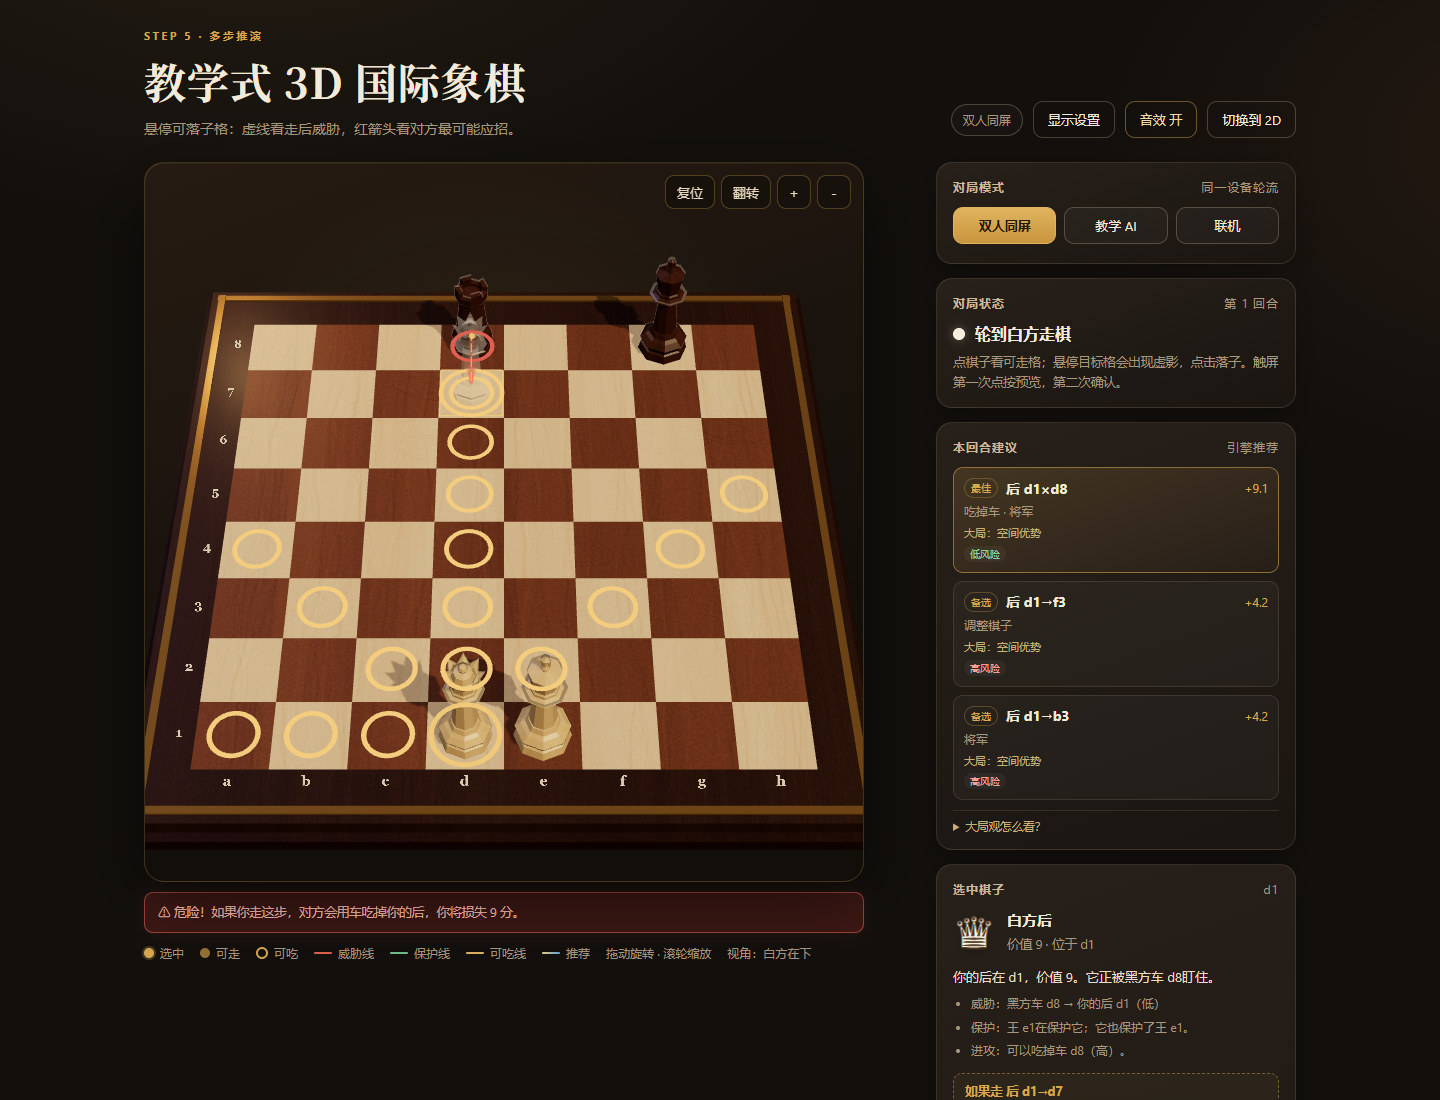 STEP 5 · 多步推演
教学式 3D 国际象棋
悬停可落子格：虚线看走后威胁，红箭头看对方最可能应招。
双人同屏
显示设置
音效 开
切换到 2D
复位
翻转
+
-
8
7
6
5
4
3
2
1
a b c d e f g h
⚠ 危险！如果你走这步，对方会用车吃掉你的后，你将损失 9 分。
选中 可走 可吃 威胁线 保护线 可吃线 推荐 拖动旋转 · 滚轮缩放 视角：白方在下
对局模式
同一设备轮流
双人同屏
教学 AI
联机
对局状态
第 1 回合
轮到白方走棋
点棋子看可走格；悬停目标格会出现虚影，点击落子。触屏
第一次点按预览，第二次确认。
本回合建议
引擎推荐
最佳 后 d1×d8 +9.1
吃掉车 · 将军
大局：空间优势
低风险
备选 后 d1→f3 +4.2
调整棋子
大局：空间优势
高风险
备选 后 d1→b3 +4.2
将军
大局：空间优势
高风险
▶ 大局观怎么看?
选中棋子
d1
白方后
价值 9 · 位于 d1
你的后在 d1，价值 9。它正被黑方车 d8盯住。
• 威胁：黑方车 d8 → 你的后 d1（低）
• 保护：王 e1在保护它；它也保护了王 e1。
• 进攻：可以吃掉车 d8（高）。
如果走 后 d1→d7